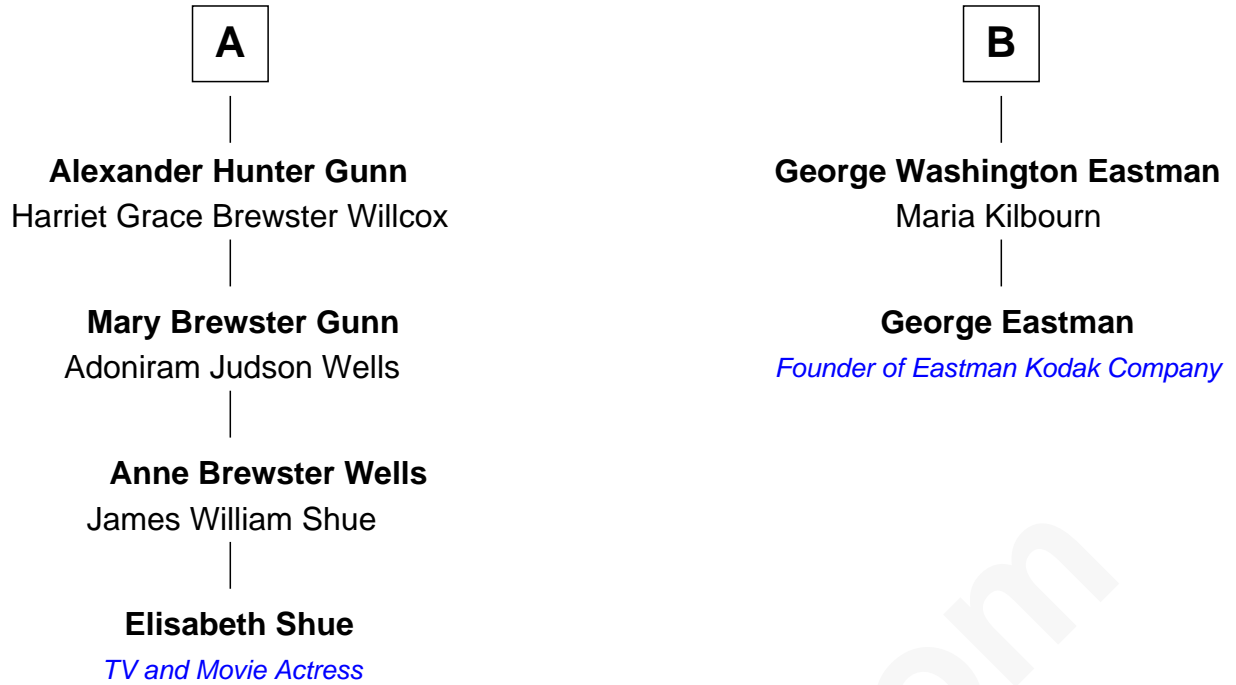 A
Alexander Hunter Gunn
Harriet Grace Brewster Willcox
Mary Brewster Gunn
Adoniram Judson Wells
Anne Brewster Wells
James William Shue
Elisabeth Shue
TV and Movie Actress
B
George Washington Eastman
Maria Kilbourn
George Eastman
Founder of Eastman Kodak Company
om